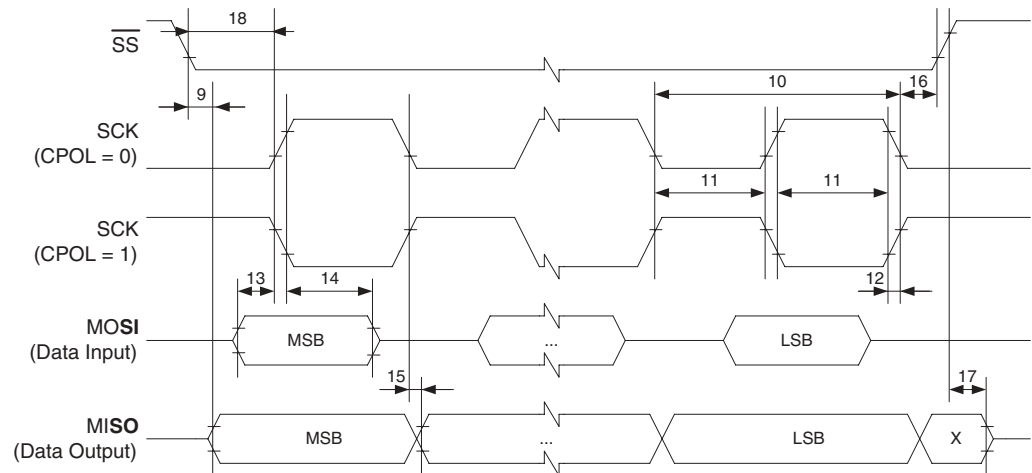 SS
18
9
10
16
SCK
(CPOL = 0)
11
11
SCK
(CPOL = 1)
13
14
12
MOSI
(Data Input)
MSB
...
LSB
15
17
MISO
(Data Output)
MSB
...
LSB
X